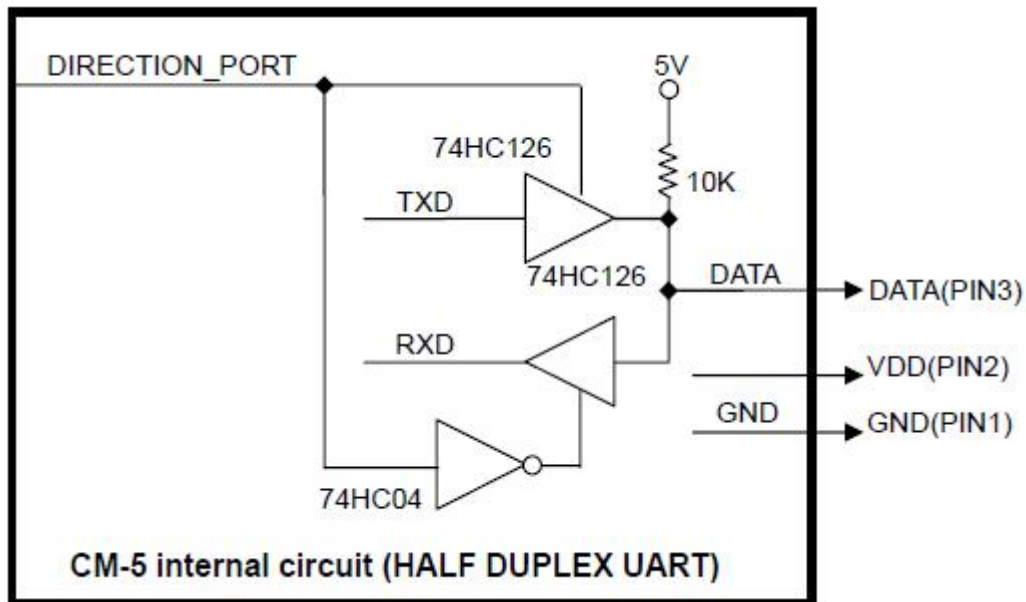 DIRECTION_PORT
5V
74HC126
10K
TXD
74HC126
DATA
DATA(PIN3)
RXD
VDD(PIN2)
GND
GND(PIN1)
74HC04
CM-5 internal circuit (HALF DUPLEX UART)